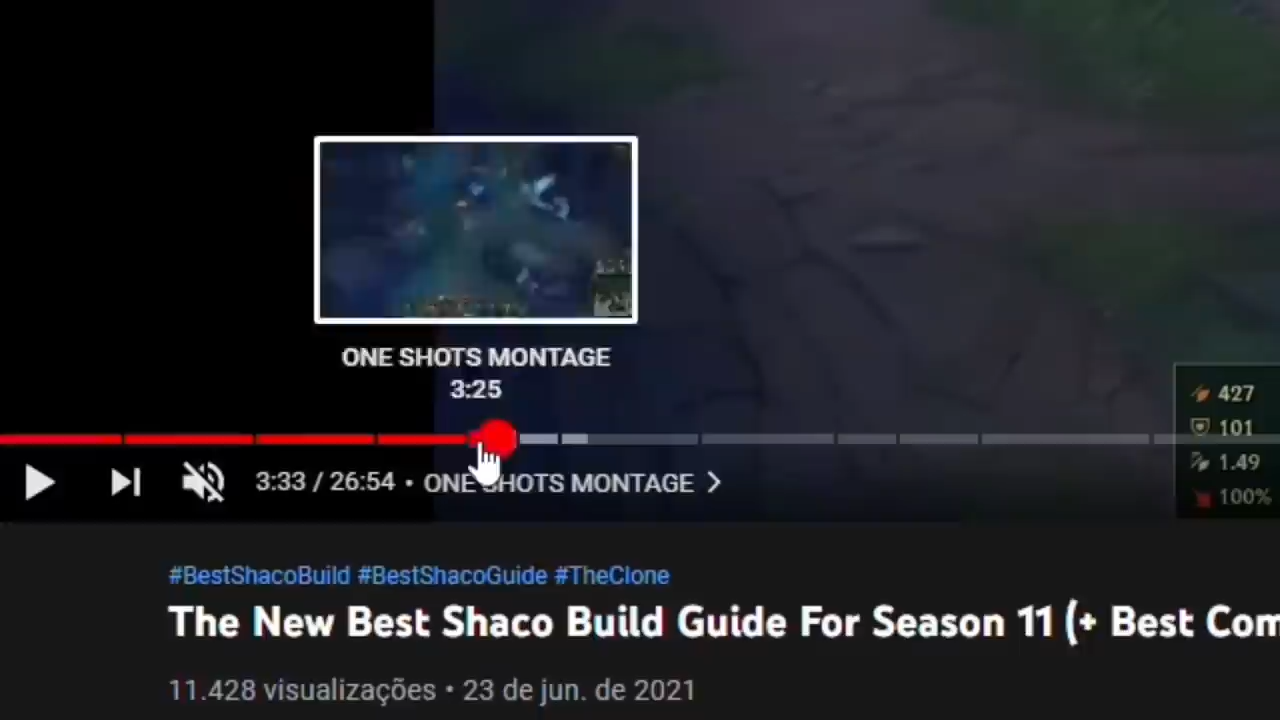 ONE SHOTS MONTAGE
3:25
427
101
1.49
100%
3:33 / 26:54 • ONE SHOTS MONTAGE
#BestShacoBuild #BestShacoGuide #TheClone
The New Best Shaco Build Guide For Season 11 (+ Best Com
11.428 visualizações • 23 de jun. de 2021